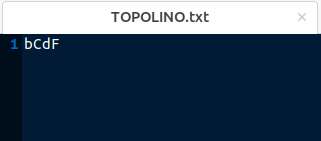 TOPOLINO.txt ×
1 bCdF